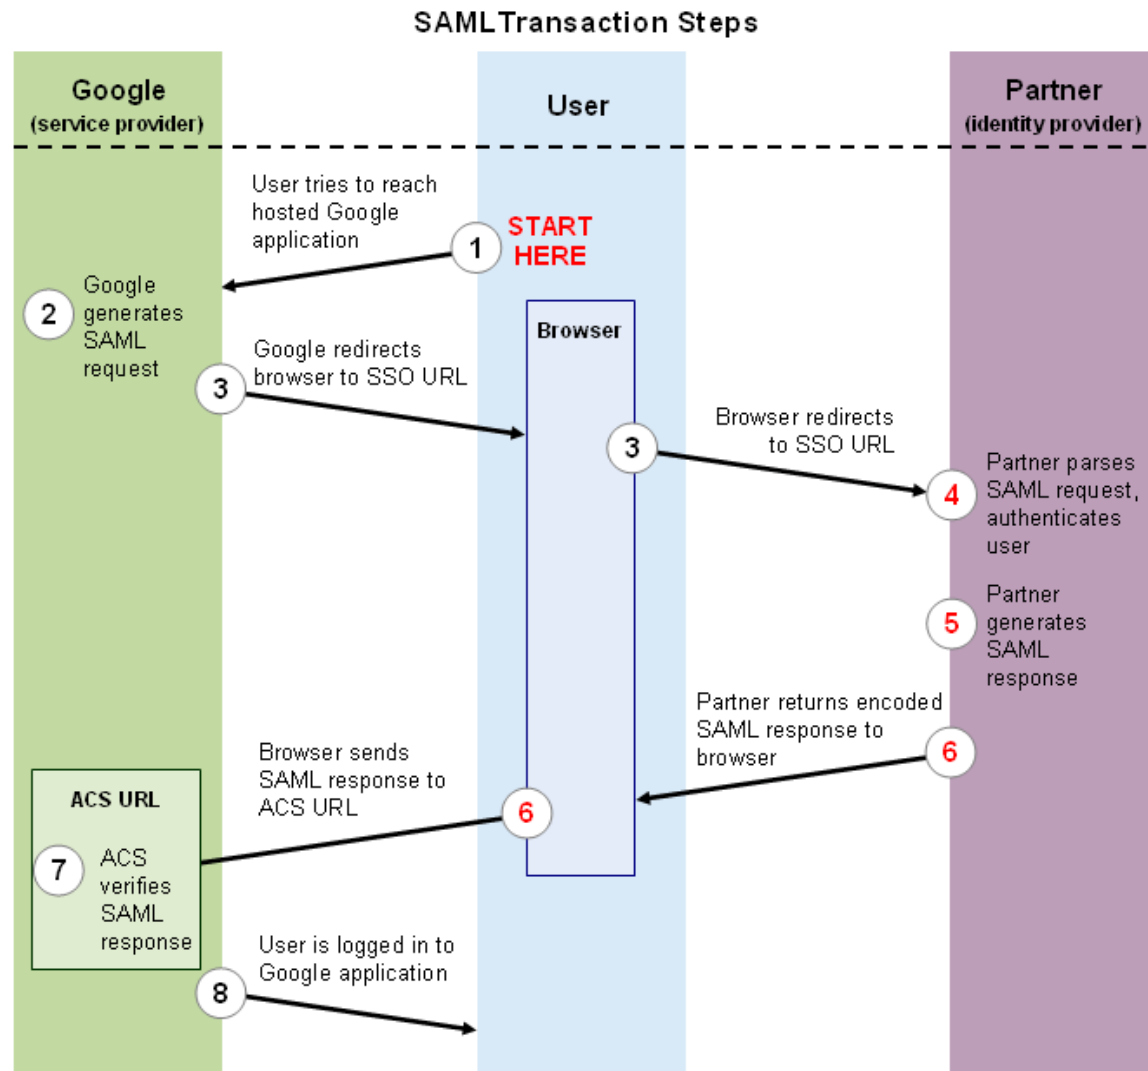 SAML Transaction Steps
Google
(service provider)
User
Partner
(identity provider)
User tries to reach
hosted Google
application
1
START
HERE
2
Google
generates
SAML
request
Browser
3
Google redirects
browser to SSO URL
3
Browser redirects
to SSO URL
4
Partner parses
SAML request,
authenticates
user
5
Partner
generates
SAML
response
Partner returns encoded
SAML response to
browser
6
Browser sends
SAML response to
ACS URL
6
ACS URL
7
ACS
verifies
SAML
response
User is logged in to
Google application
8